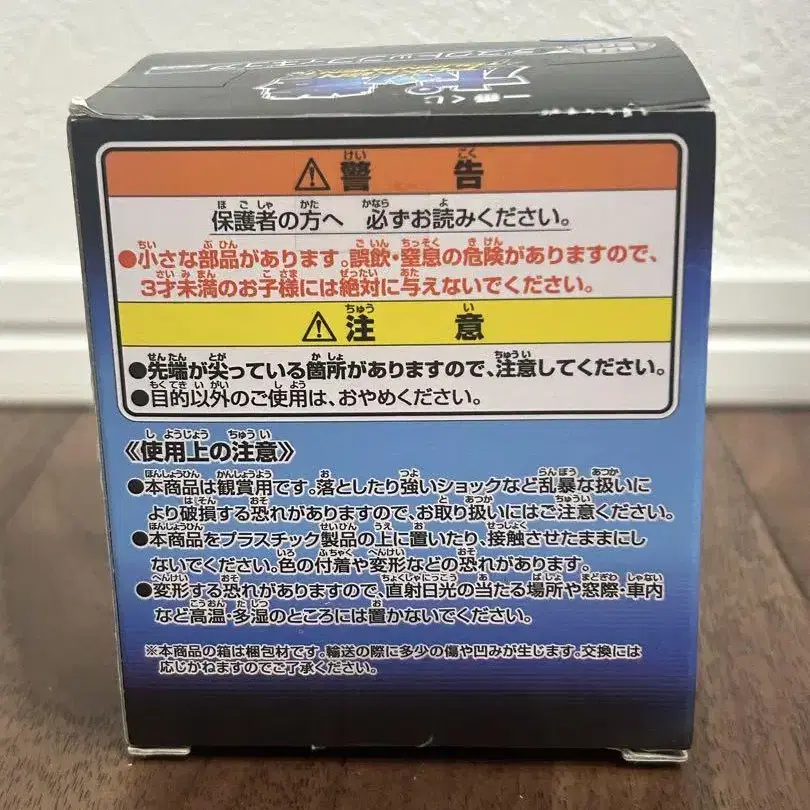 デスクトップフィギュア
一番くじ
⚠警告
保護者の方へ 必ずお読みください。
●小さな部品があります。誤飲・窒息の危険がありますので、
3才未満のお子様には絶対に与えないでください。
⚠注意
●先端が尖っている箇所がありますので、注意してください。
●目的以外のご使用は、おやめください。
《使用上の注意》
●本商品は観賞用です。落としたり強いショックなど乱暴な扱いに
より破損する恐れがありますので、お取り扱いにはご注意ください。
●本商品をプラスチック製品の上に置いたり、接触させたままにし
ないでください。色の付着や変形などの恐れがあります。
●変形する恐れがありますので、直射日光の当たる場所や窓際・車内
など高温・多湿のところには置かないでください。
※本商品の箱は梱包材です。輸送の際に多少の傷や凹みが生じます。交換には
応じかねますのでご了承ください。